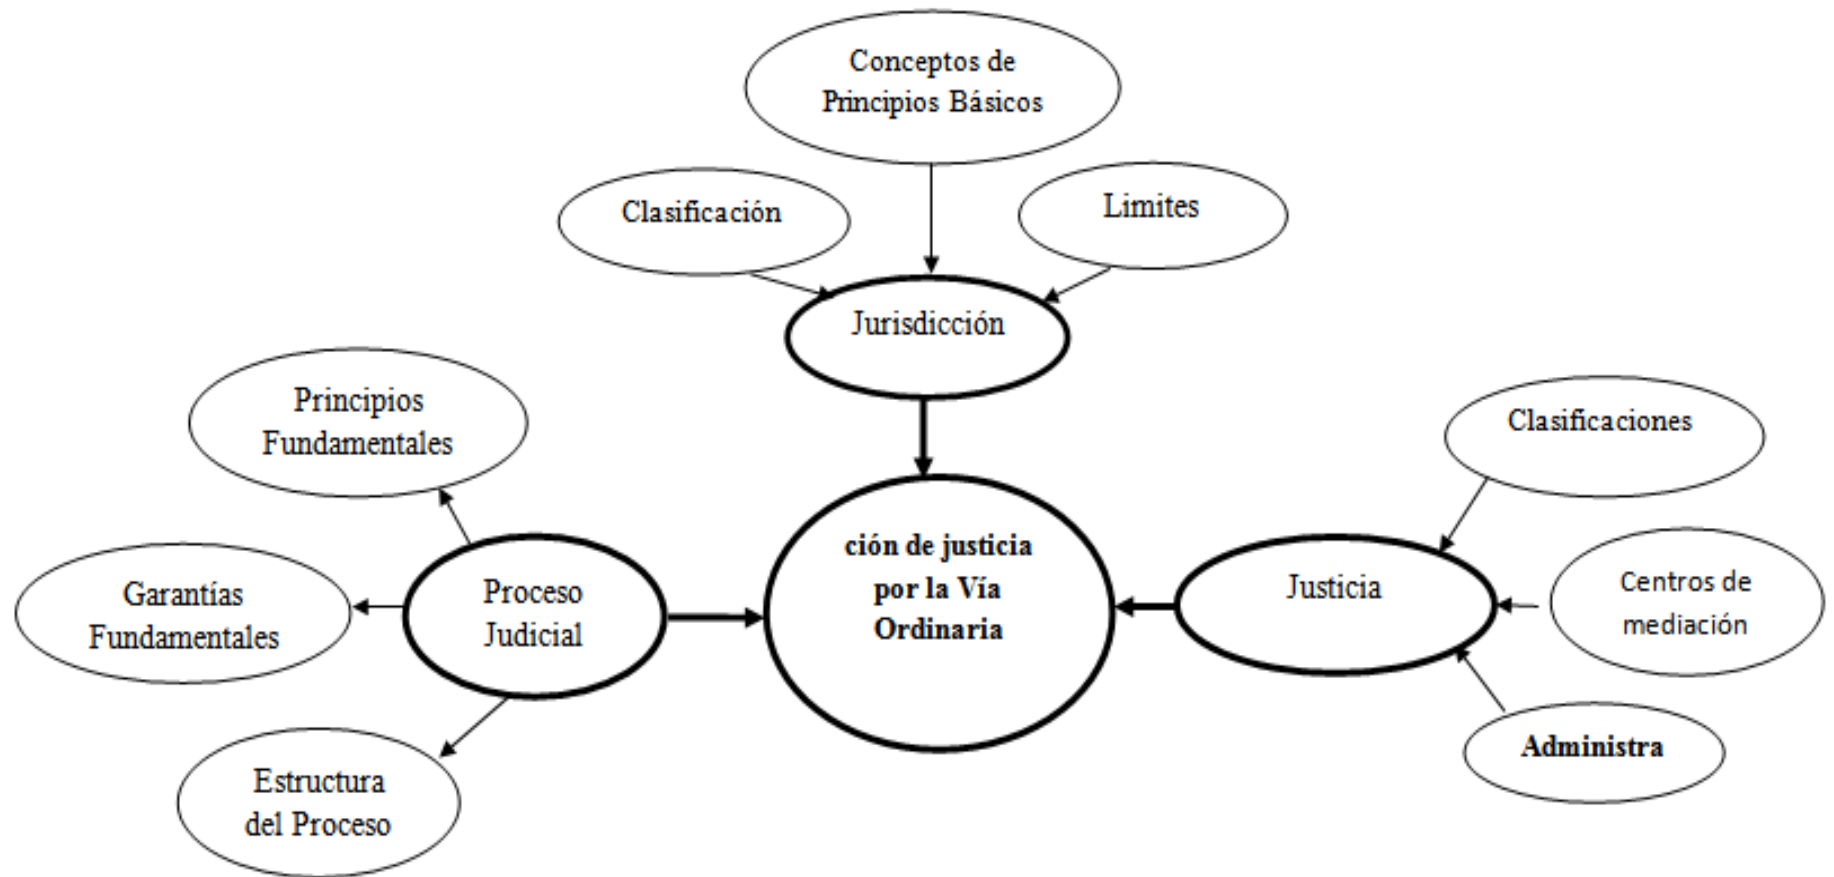 Conceptos de
Principios Básicos
Clasificación
Limites
Jurisdicción
Principios
Fundamentales
Clasificaciones
Garantías
Fundamentales
Proceso
Judicial
ción de justicia
por la Vía
Ordinaria
Justicia
Centros de
mediación
Estructura
del Proceso
Administra